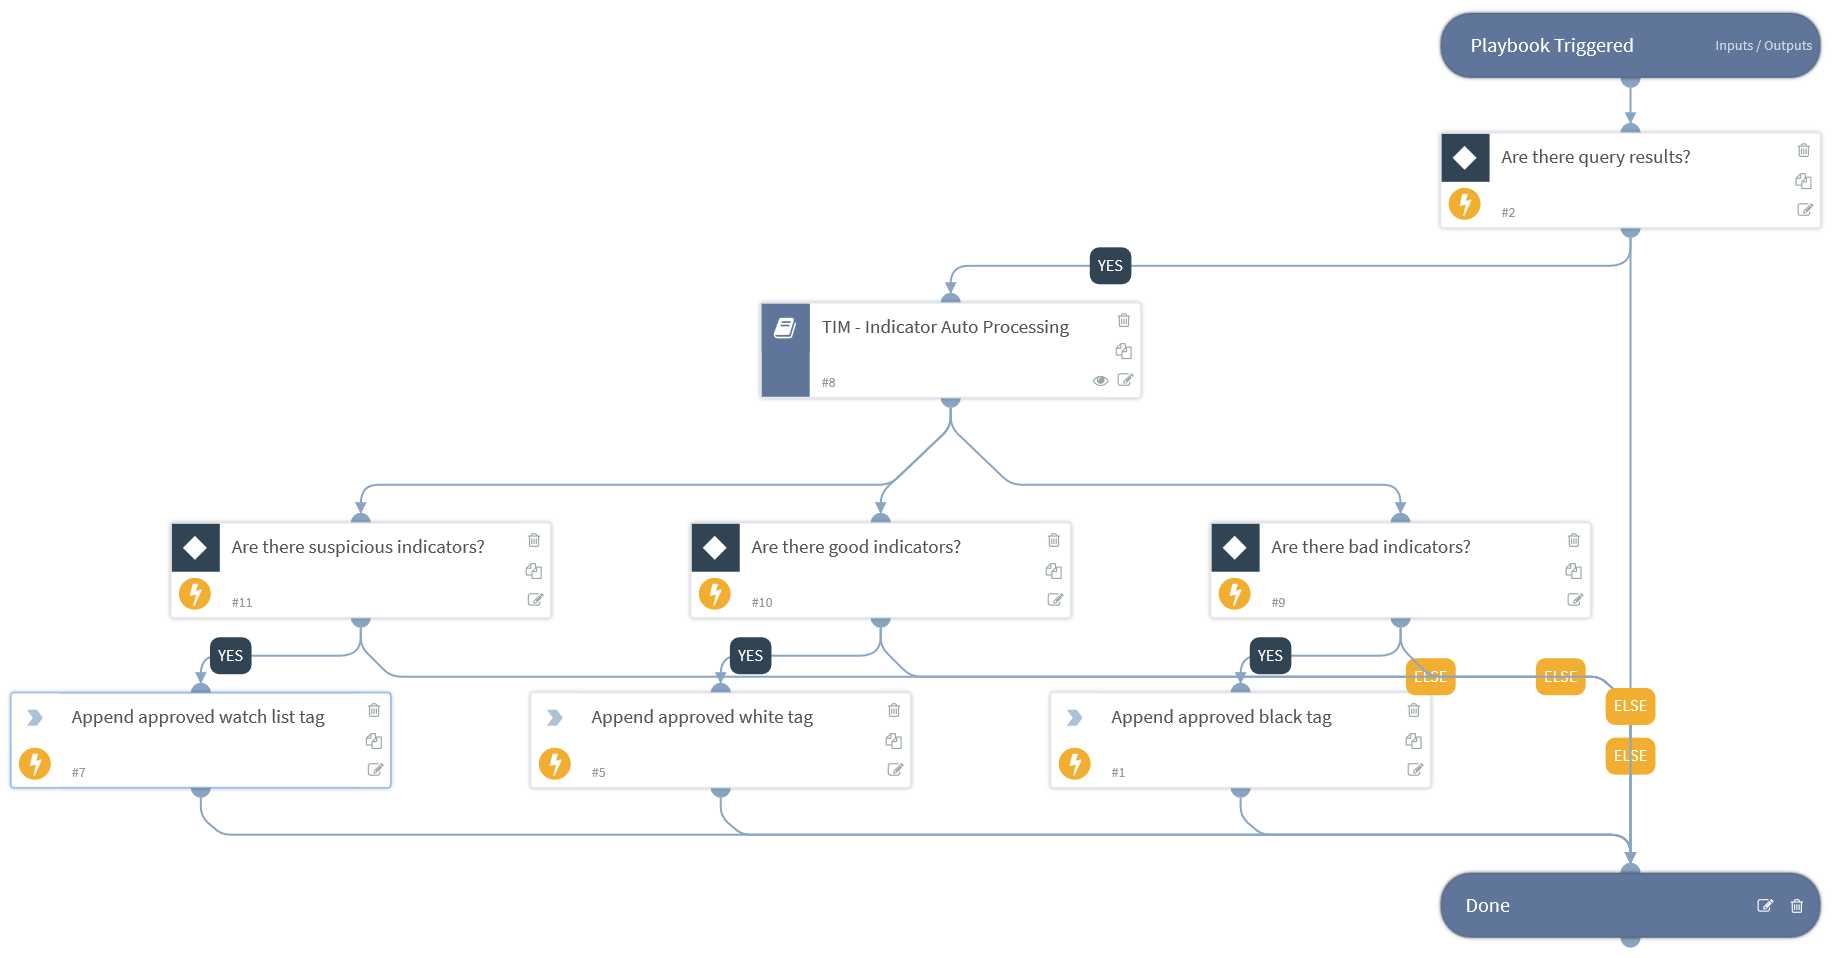 Playbook Triggered
Inputs / Outputs
Are there query results?
#2
YES
TIM - Indicator Auto Processing
#8
Are there suspicious indicators?
#11
Are there good indicators?
#10
Are there bad indicators?
#9
YES
YES
YES
ELSE
ELSE
ELSE
ELSE
Append approved watch list tag
#7
Append approved white tag
#5
Append approved black tag
#1
Done